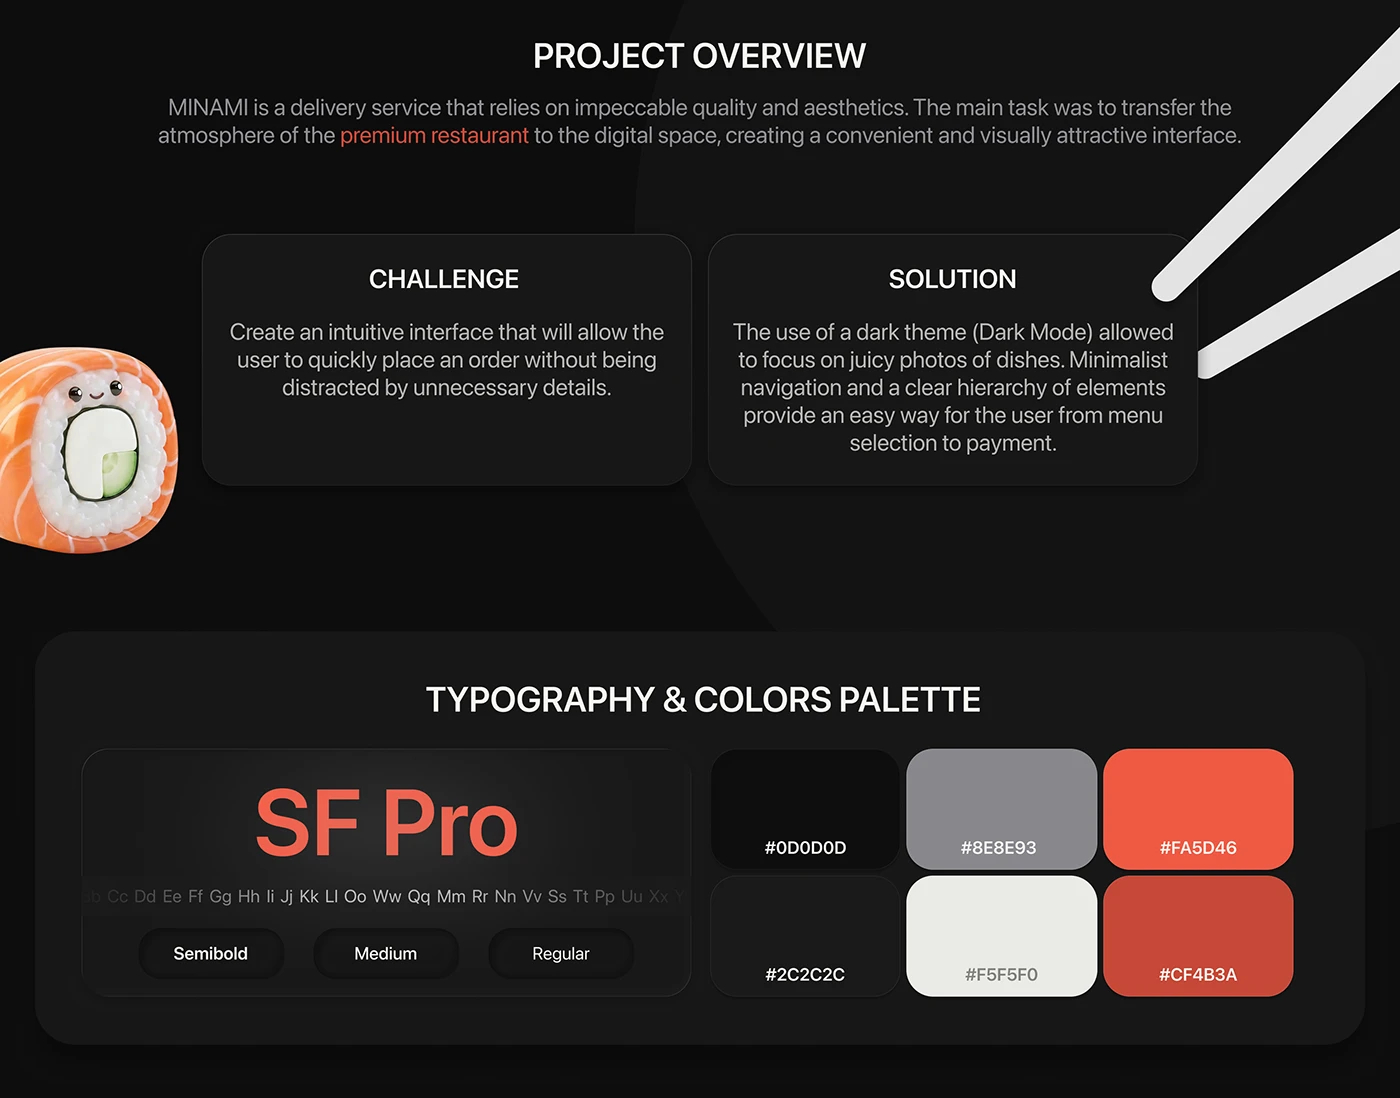 PROJECT OVERVIEW
MINAMI is a delivery service that relies on impeccable quality and aesthetics. The main task was to transfer the
atmosphere of the premium restaurant to the digital space, creating a convenient and visually attractive interface.
CHALLENGE
Create an intuitive interface that will allow the
user to quickly place an order without being
distracted by unnecessary details.
SOLUTION
The use of a dark theme (Dark Mode) allowed
to focus on juicy photos of dishes. Minimalist
navigation and a clear hierarchy of elements
provide an easy way for the user from menu
selection to payment.
TYPOGRAPHY & COLORS PALETTE
SF Pro
Cc Dd Ee Ff Gg Hh Ii Jj Kk Ll Oo Ww Qq Mm Rr Nn Vv Ss Tt Pp Uu Xx
Semibold
Medium
Regular
#0D0D0D
#8E8E93
#FA5D46
#2C2C2C
#F5F5F0
#CF4B3A